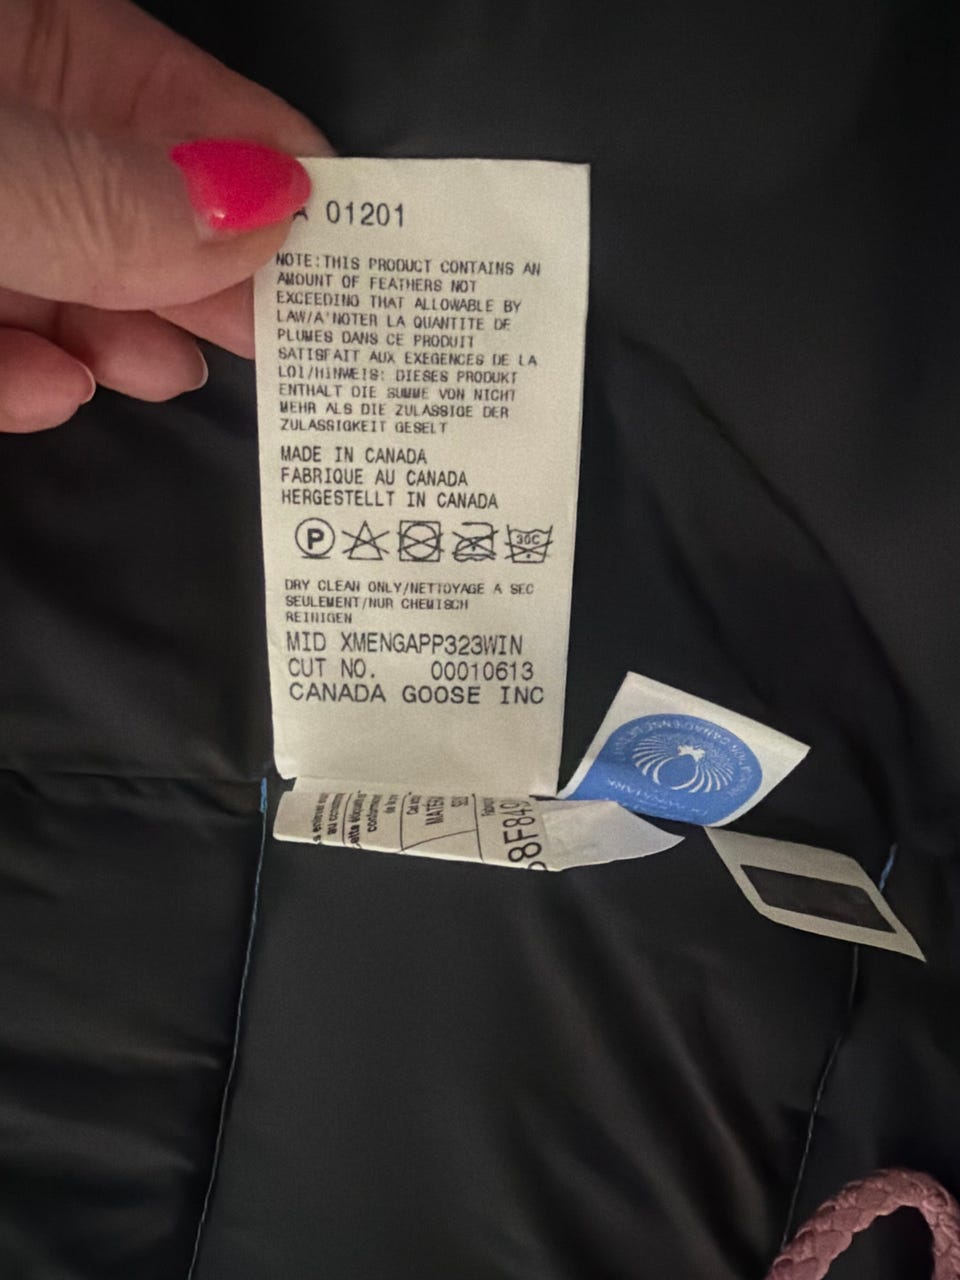 A 01201
NOTE:THIS PRODUCT CONTAINS AN
AMOUNT OF FEATHERS NOT
EXCEEDING THAT ALLOWABLE BY
LAW/A'NOTER LA QUANTITE DE
PLUMES DANS CE PRODUIT
SATISFAIT AUX EXEGENCES DE LA
LOI/HINWEIS: DIESES PRODUKT
ENTHALT DIE SUMME VON NICHT
MEHR ALS DIE ZULASSIGE DER
ZULASSIGKEIT GESELT
MADE IN CANADA
FABRIQUE AU CANADA
HERGESTELLT IN CANADA
P 30C
DRY CLEAN ONLY/NETTOYAGE A SEC
SEULEMENT/NUR CHEMISCH
REINIGEN
MID XMENGAPP323WIN
CUT NO. 00010613
CANADA GOOSE INC